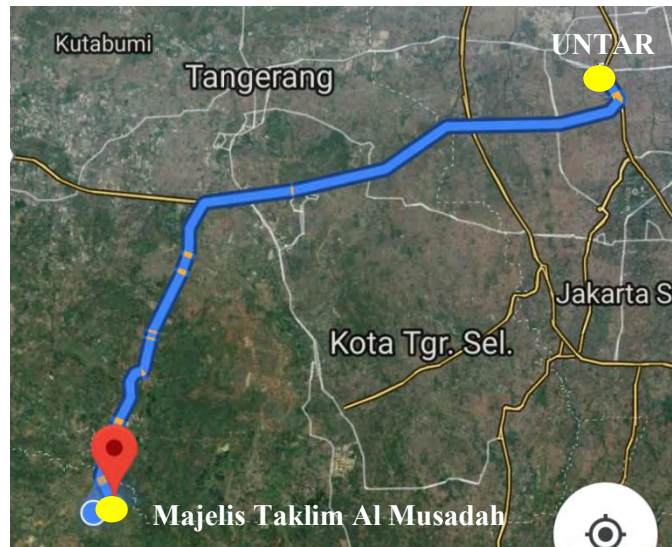 Kutabumi
UNTAR
Tangerang
Jakarta S
Kota Tgr. Sel.
Majelis Taklim Al Musadah